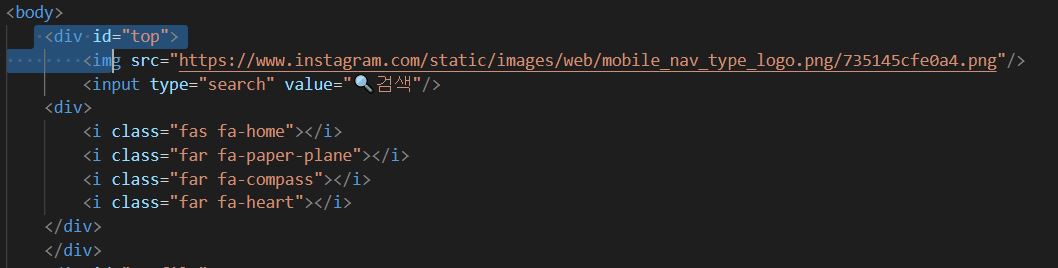 <body>
<div id="top">
<img src="https://www.instagram.com/static/images/web/mobile_nav_type_logo.png/735145cfe0a4.png"/>
<input type="search" value="🔍검색"/>
<div>
<i class="fas fa-home"></i>
<i class="far fa-paper-plane"></i>
<i class="far fa-compass"></i>
<i class="far fa-heart"></i>
</div>
</div>